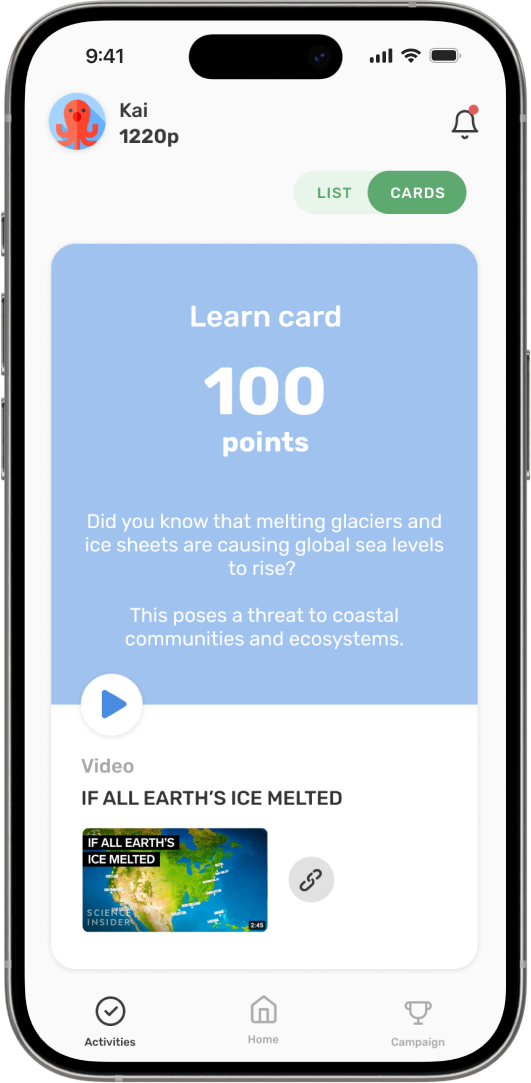 9:41
Kai
1220p
LIST
CARDS
Learn card
100
points
Did you know that melting glaciers and
ice sheets are causing global sea levels
to rise?
This poses a threat to coastal
communities and ecosystems.
Video
IF ALL EARTH’S ICE MELTED
IF ALL EARTH'S
ICE MELTED
SCIENCE
INSIDER
2:45
Activities
Home
Campaign